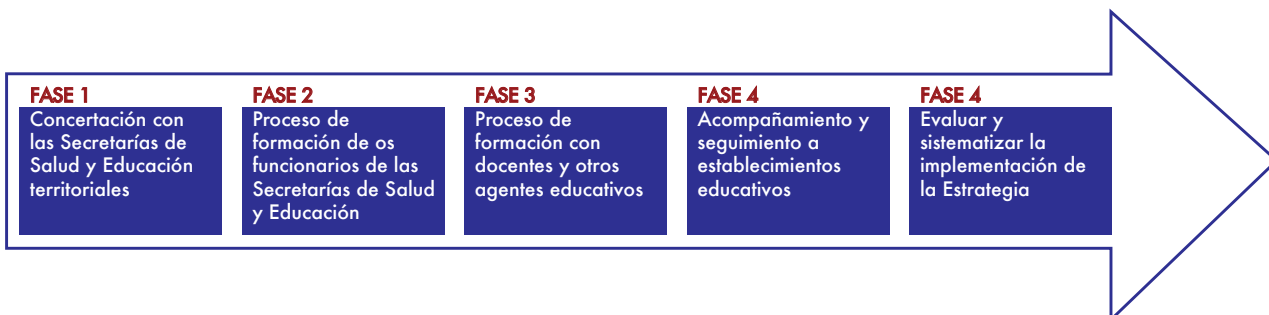 FASE 1
Concertación con
las Secretarías de
Salud y Educación
territoriales
FASE 2
Proceso de
formación de os
funcionarios de las
Secretarías de Salud
y Educación
FASE 3
Proceso de
formación con
docentes y otros
agentes educativos
FASE 4
Acompañamiento y
seguimiento a
establecimientos
educativos
FASE 4
Evaluar y
sistematizar la
implementación de
la Estrategia